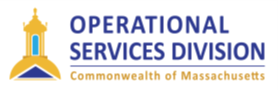 OPERATIONAL
SERVICES DIVISION
Commonwealth of Massachusetts